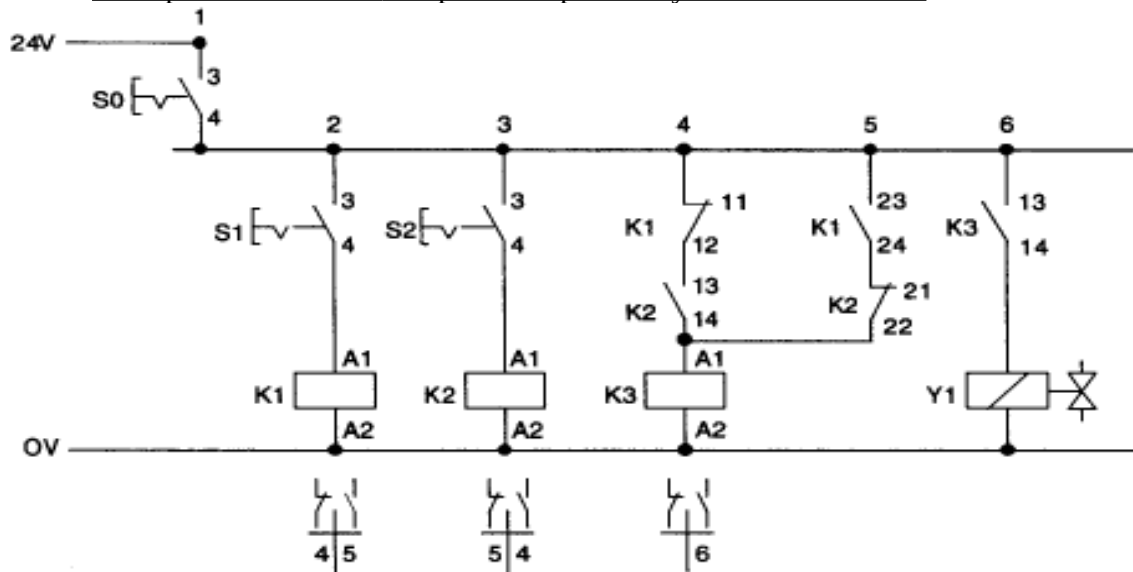 1
24V
3
S0
4
2 3 4 5 6
3 3 11 23 13
S1 S2 K1 K1 K3
4 4 12 24 14
13 21
K2 K2
14 22
A1 A1 A1
K1 K2 K3 Y1
A2 A2 A2
OV
4 5 5 4 6